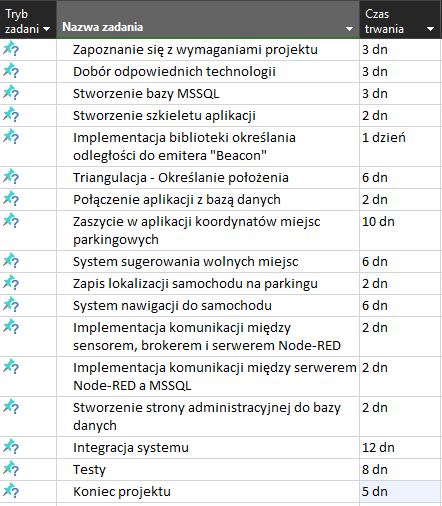 Tryb
zadani
Nazwa zadania
Czas
trwania
Zapoznanie się z wymaganiami projektu 3 dn
Dobór odpowiednich technologii 3 dn
Stworzenie bazy MSSQL 3 dn
Stworzenie szkieletu aplikacji 2 dn
Implementacja biblioteki określania 1 dzień
odległości do emitera "Beacon"
Triangulacja - Określanie położenia 6 dn
Połączenie aplikacji z bazą danych 2 dn
Zaszycie w aplikacji koordynatów miejsc 10 dn
parkingowych
System sugerowania wolnych miejsc 6 dn
Zapis lokalizacji samochodu na parkingu 2 dn
System nawigacji do samochodu 6 dn
Implementacja komunikacji między 2 dn
sensorem, brokerem i serwerem Node-RED
Implementacja komunikacji między serwerem 2 dn
Node-RED a MSSQL
Stworzenie strony administracyjnej do bazy 2 dn
danych
Integracja systemu 12 dn
Testy 8 dn
Koniec projektu 5 dn